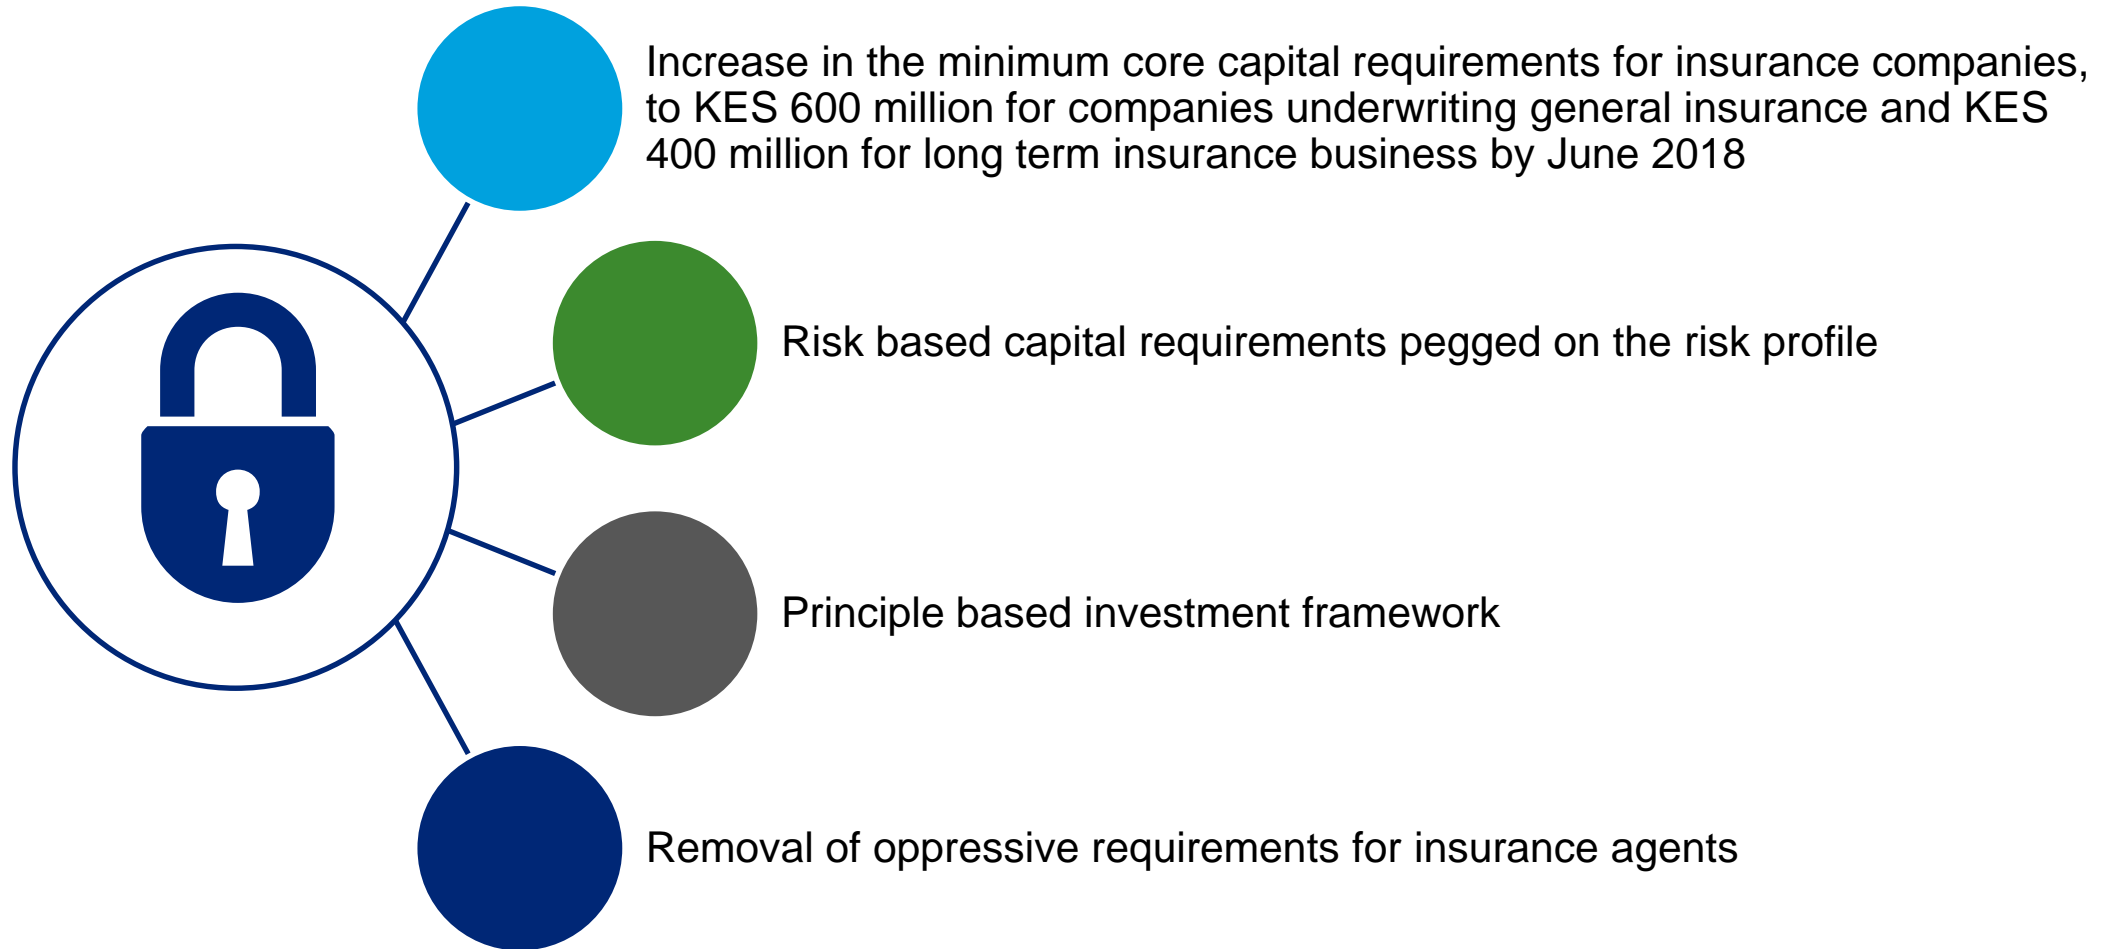 Increase in the minimum core capital requirements for insurance companies,
to KES 600 million for companies underwriting general insurance and KES
400 million for long term insurance business by June 2018
Risk based capital requirements pegged on the risk profile
Principle based investment framework
Removal of oppressive requirements for insurance agents